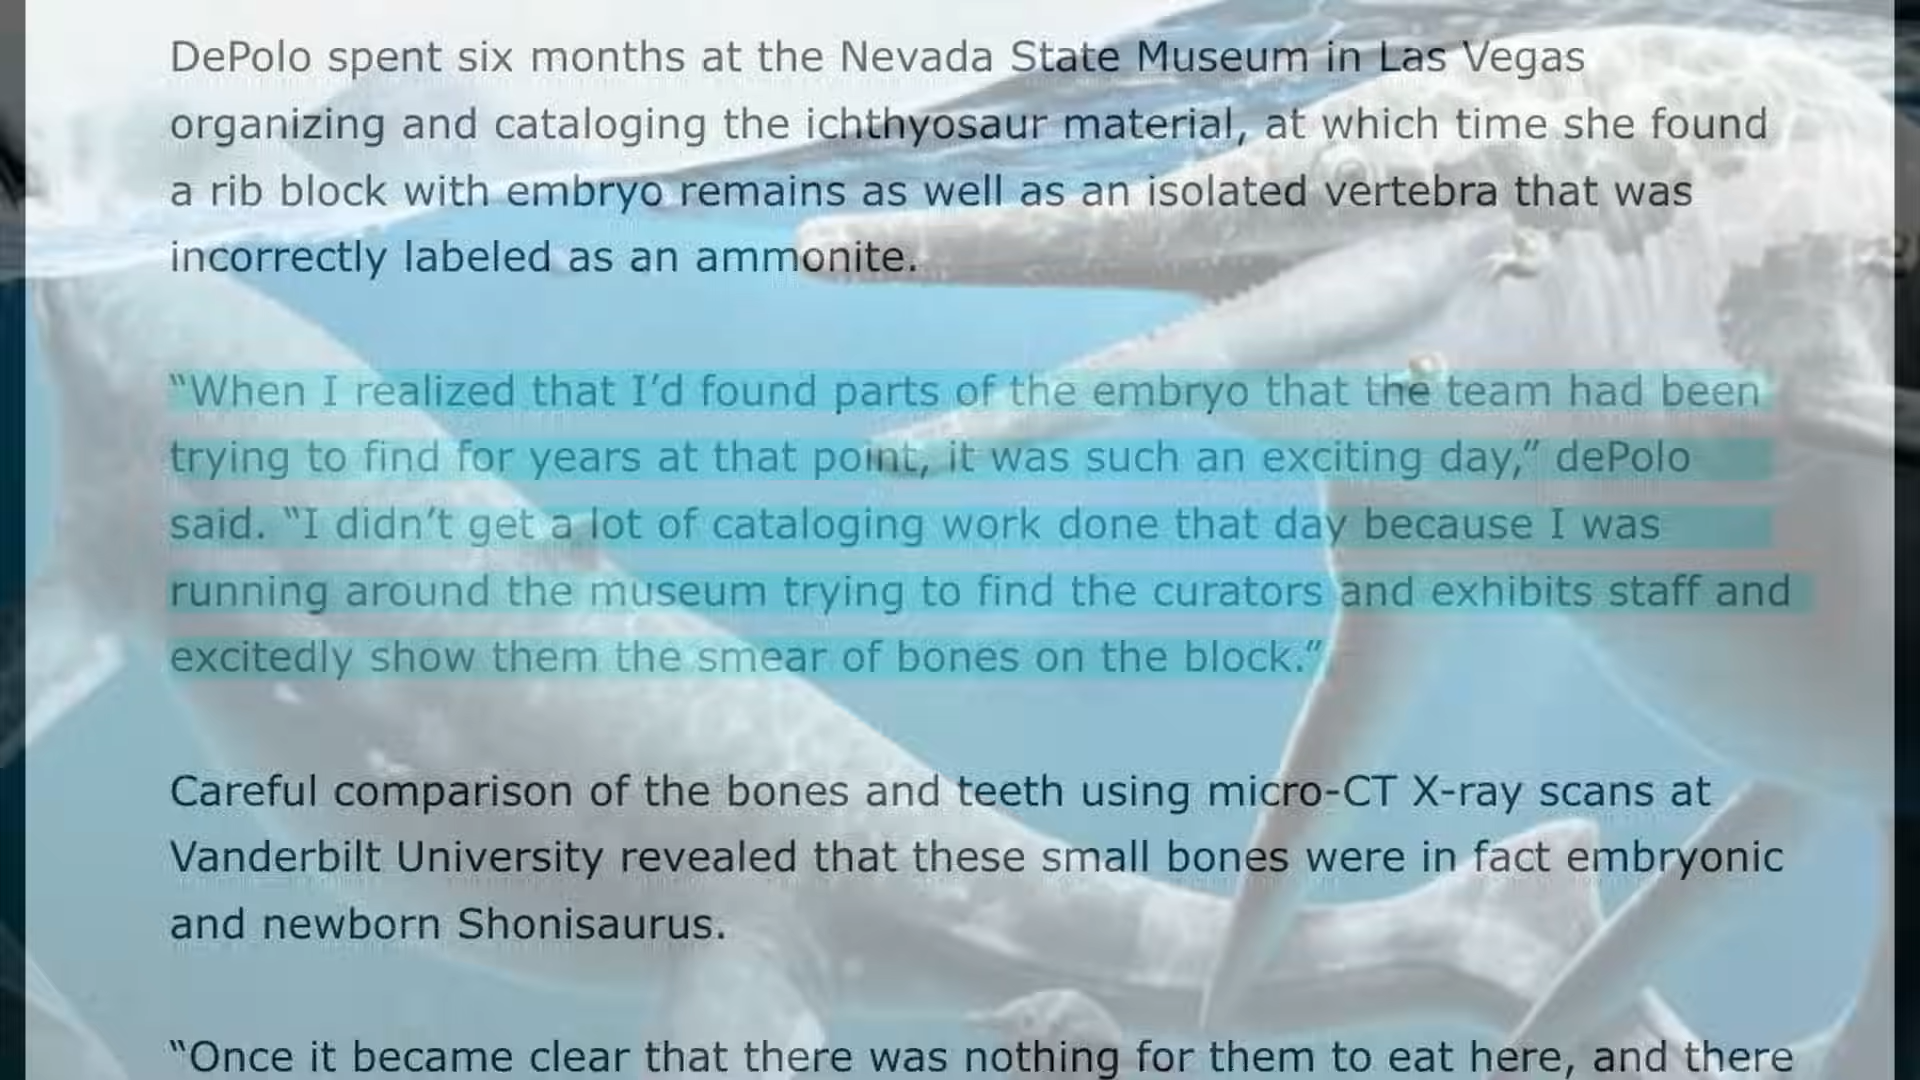 DePolo spent six months at the Nevada State Museum in Las Vegas
organizing and cataloging the ichthyosaur material, at which time she found
a rib block with embryo remains as well as an isolated vertebra that was
incorrectly labeled as an ammonite.
“When I realized that I’d found parts of the embryo that the team had been
trying to find for years at that point, it was such an exciting day,” dePolo
said. “I didn’t get a lot of cataloging work done that day because I was
running around the museum trying to find the curators and exhibits staff and
excitedly show them the smear of bones on the block.”
Careful comparison of the bones and teeth using micro-CT X-ray scans at
Vanderbilt University revealed that these small bones were in fact embryonic
and newborn Shonisaurus.
“Once it became clear that there was nothing for them to eat here, and there